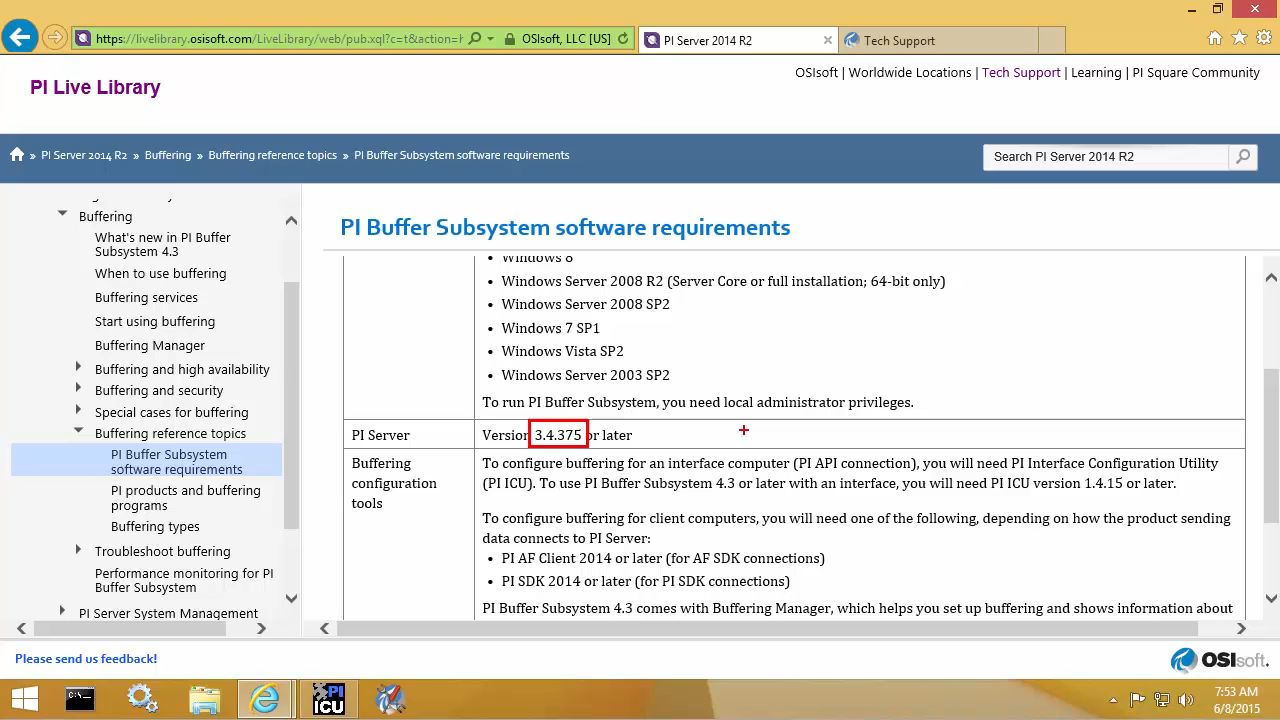 https://livelibrary.osisoft.com/LiveLibrary/web/pub.xql?c=t&action=
OSIsoft, LLC [US]
PI Server 2014 R2
Tech Support
PI Live Library
OSIsoft | Worldwide Locations | Tech Support | Learning | PI Square Community
» PI Server 2014 R2 » Buffering » Buffering reference topics » PI Buffer Subsystem software requirements
Search PI Server 2014 R2
Buffering
What's new in PI Buffer
Subsystem 4.3
When to use buffering
Buffering services
Start using buffering
Buffering Manager
Buffering and high availability
Buffering and security
Special cases for buffering
Buffering reference topics
PI Buffer Subsystem
software requirements
PI products and buffering
programs
Buffering types
Troubleshoot buffering
Performance monitoring for PI
Buffer Subsystem
PI Server System Management
PI Buffer Subsystem software requirements
• Windows 8
• Windows Server 2008 R2 (Server Core or full installation; 64-bit only)
• Windows Server 2008 SP2
• Windows 7 SP1
• Windows Vista SP2
• Windows Server 2003 SP2
To run PI Buffer Subsystem, you need local administrator privileges.
PI Server
Version 3.4.375 or later
Buffering
configuration
tools
To configure buffering for an interface computer (PI API connection), you will need PI Interface Configuration Utility
(PI ICU). To use PI Buffer Subsystem 4.3 or later with an interface, you will need PI ICU version 1.4.15 or later.
To configure buffering for client computers, you will need one of the following, depending on how the product sending
data connects to PI Server:
• PI AF Client 2014 or later (for AF SDK connections)
• PI SDK 2014 or later (for PI SDK connections)
PI Buffer Subsystem 4.3 comes with Buffering Manager, which helps you set up buffering and shows information about
Please send us feedback!
OSIsoft.
C:\
PI
ICU
7:53 AM
6/8/2015